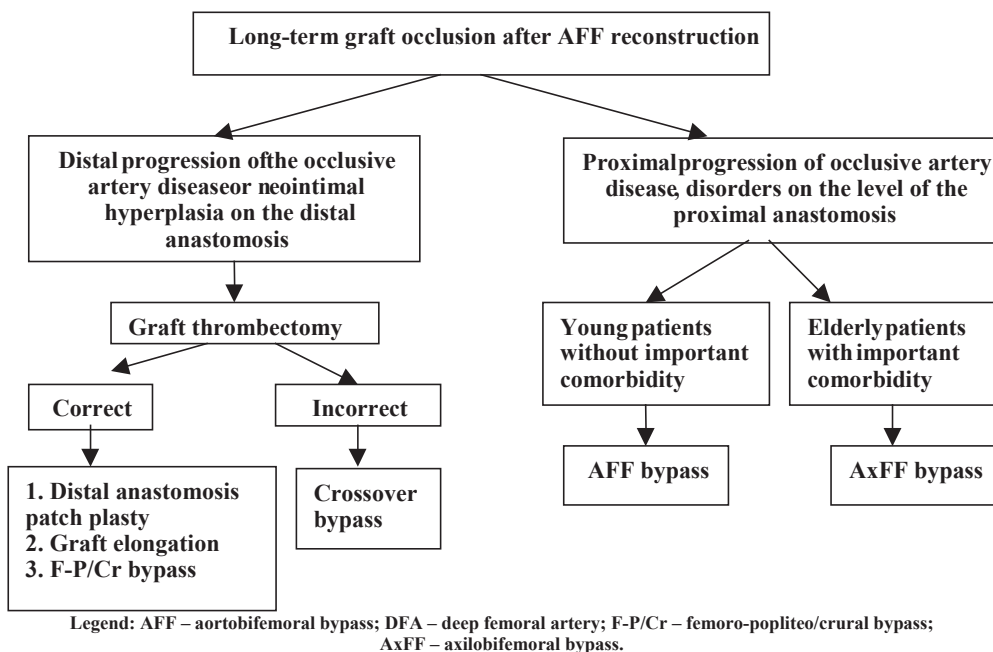 Long-term graft occlusion after AFF reconstruction
Distal progression ofthe occlusive
artery diseaseor neointimal
hyperplasia on the distal
anastomosis
Proximal progression of occlusive artery
disease, disorders on the level of the
proximal anastomosis
Graft thrombectomy
Young patients
without important
comorbidity
Elderly patients
with important
comorbidity
Correct
Incorrect
AFF bypass
AxFF bypass
1. Distal anastomosis
patch plasty
2. Graft elongation
3. F-P/Cr bypass
Crossover
bypass
Legend: AFF – aortobifemoral bypass; DFA – deep femoral artery; F-P/Cr – femoro-popliteo/crural bypass;
AxFF – axilobifemoral bypass.